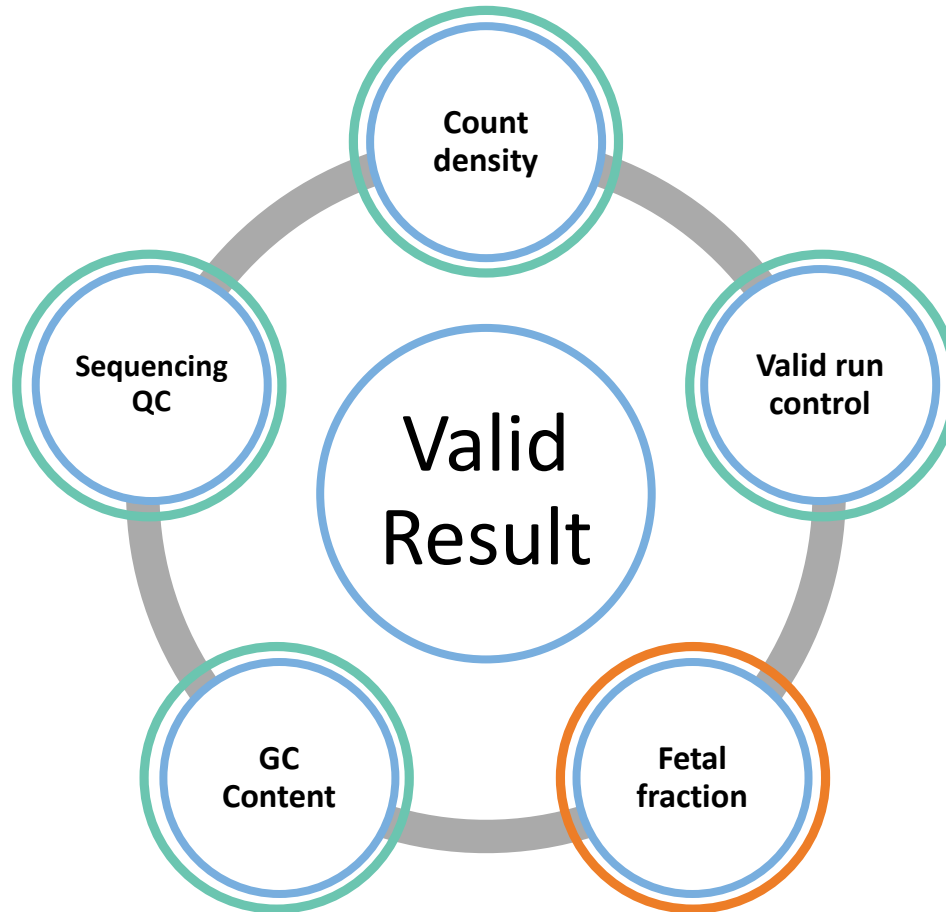 Count
density
Sequencing
QC
Valid run
control
Valid
Result
GC
Content
Fetal
fraction